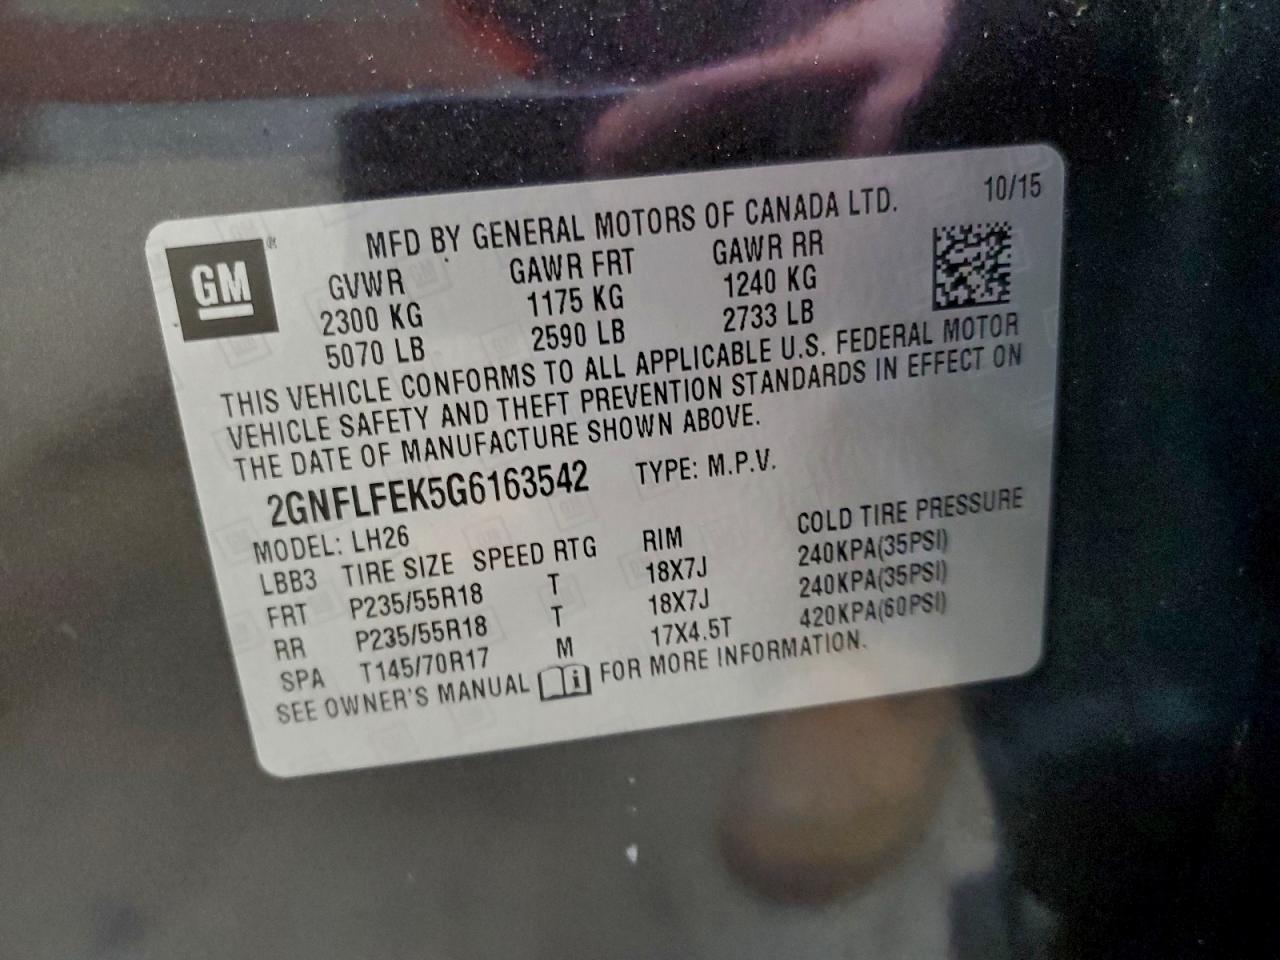 MFD BY GENERAL MOTORS OF CANADA LTD. 10/15
GM ®
GVWR GAWR FRT GAWR RR
2300 KG 1175 KG 1240 KG
5070 LB 2590 LB 2733 LB
THIS VEHICLE CONFORMS TO ALL APPLICABLE U.S. FEDERAL MOTOR
VEHICLE SAFETY AND THEFT PREVENTION STANDARDS IN EFFECT ON
THE DATE OF MANUFACTURE SHOWN ABOVE.
2GNFLFEK5G6163542 TYPE: M.P.V.
MODEL: LH26
LBB3 TIRE SIZE SPEED RTG RIM COLD TIRE PRESSURE
FRT P235/55R18 T 18X7J 240KPA(35PSI)
RR P235/55R18 T 18X7J 240KPA(35PSI)
SPA T145/70R17 M 17X4.5T 420KPA(60PSI)
SEE OWNER'S MANUAL i FOR MORE INFORMATION.